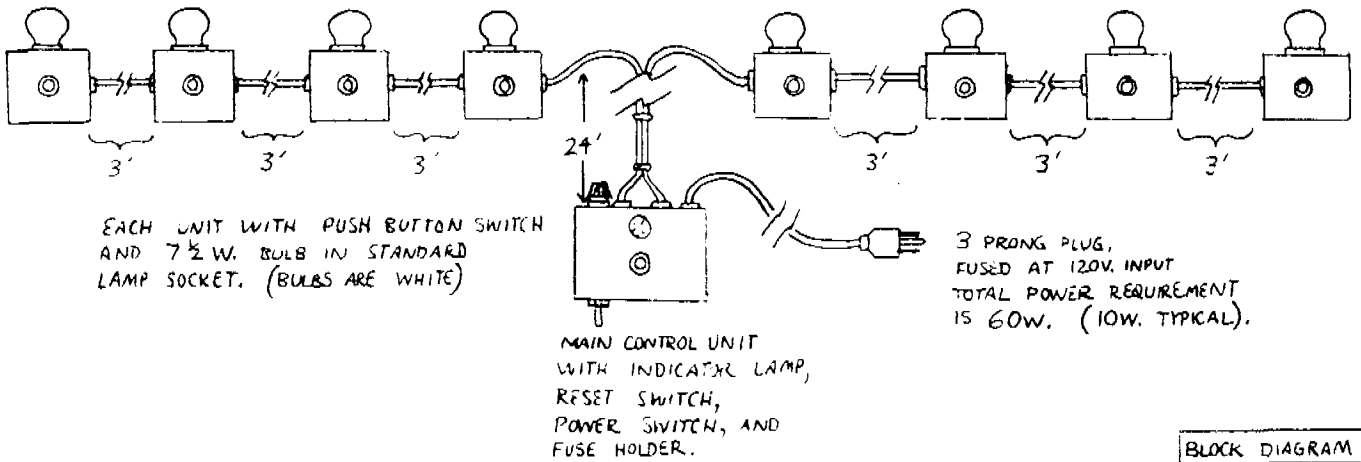 3' 3' 3' 24' 3' 3' 3'
EACH UNIT WITH PUSH BUTTON SWITCH
AND 7½ W. BULB IN STANDARD
LAMP SOCKET. (BULBS ARE WHITE)
3 PRONG PLUG,
FUSED AT 120V. INPUT
TOTAL POWER REQUIREMENT
IS 60W. (10W. TYPICAL).
MAIN CONTROL UNIT
WITH INDICATOR LAMP,
RESET SWITCH,
POWER SWITCH, AND
FUSE HOLDER.
BLOCK DIAGRAM